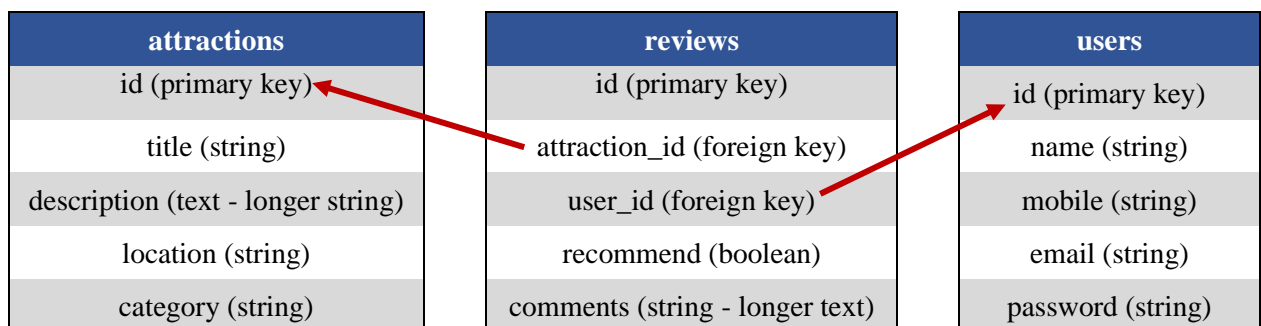 attractions
id (primary key)
title (string)
description (text - longer string)
location (string)
category (string)
reviews
id (primary key)
attraction_id (foreign key)
user_id (foreign key)
recommend (boolean)
comments (string - longer text)
users
id (primary key)
name (string)
mobile (string)
email (string)
password (string)